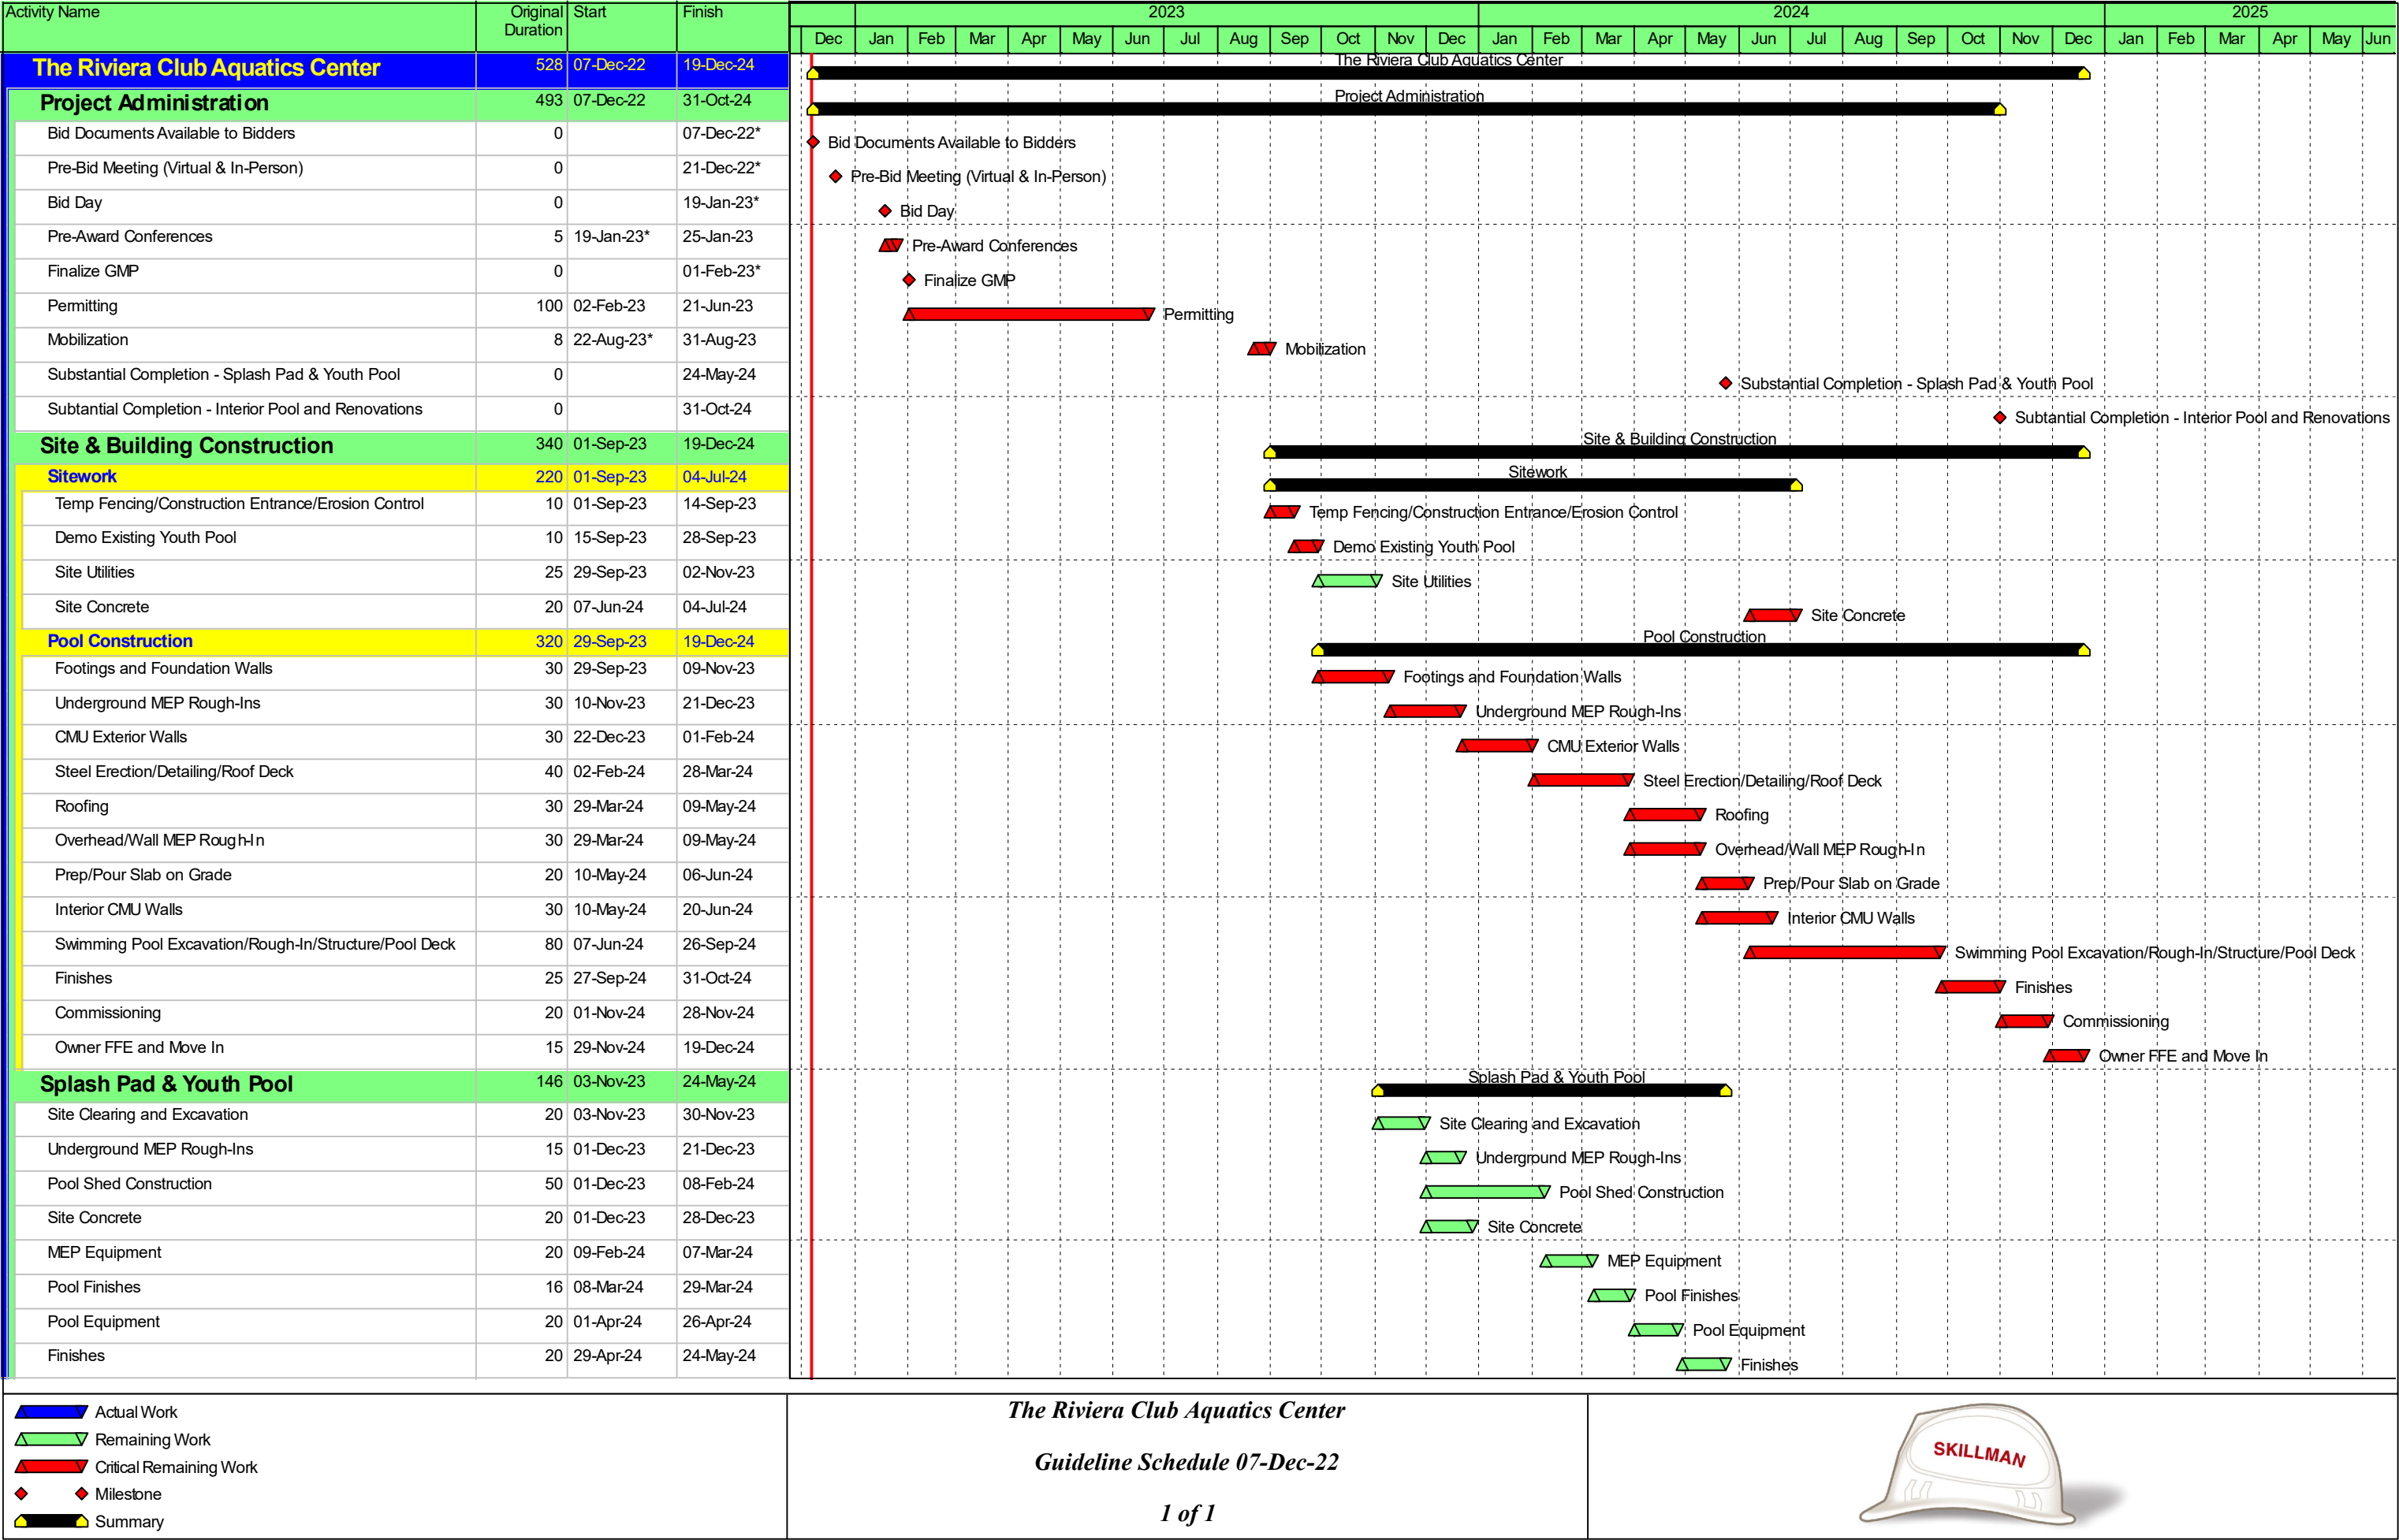 Activity Name Original Duration Start Finish 2023 2024 2025
Dec Jan Feb Mar Apr May Jun Jul Aug Sep Oct Nov Dec Jan Feb Mar Apr May Jun Jul Aug Sep Oct Nov Dec Jan Feb Mar Apr May Jun
The Riviera Club Aquatics Center 528 07-Dec-22 19-Dec-24 The Riviera Club Aquatics Center
Project Administration 493 07-Dec-22 31-Oct-24 Project Administration
Bid Documents Available to Bidders 0 07-Dec-22* Bid Documents Available to Bidders
Pre-Bid Meeting (Virtual & In-Person) 0 21-Dec-22* Pre-Bid Meeting (Virtual & In-Person)
Bid Day 0 19-Jan-23* Bid Day
Pre-Award Conferences 5 19-Jan-23* 25-Jan-23 Pre-Award Conferences
Finalize GMP 0 01-Feb-23* Finalize GMP
Permitting 100 02-Feb-23 21-Jun-23 Permitting
Mobilization 8 22-Aug-23* 31-Aug-23 Mobilization
Substantial Completion - Splash Pad & Youth Pool 0 24-May-24 Substantial Completion - Splash Pad & Youth Pool
Subtantial Completion - Interior Pool and Renovations 0 31-Oct-24 Subtantial Completion - Interior Pool and Renovations
Site & Building Construction 340 01-Sep-23 19-Dec-24 Site & Building Construction
Sitework 220 01-Sep-23 04-Jul-24 Sitework
Temp Fencing/Construction Entrance/Erosion Control 10 01-Sep-23 14-Sep-23 Temp Fencing/Construction Entrance/Erosion Control
Demo Existing Youth Pool 10 15-Sep-23 28-Sep-23 Demo Existing Youth Pool
Site Utilities 25 29-Sep-23 02-Nov-23 Site Utilities
Site Concrete 20 07-Jun-24 04-Jul-24 Site Concrete
Pool Construction 320 29-Sep-23 19-Dec-24 Pool Construction
Footings and Foundation Walls 30 29-Sep-23 09-Nov-23 Footings and Foundation Walls
Underground MEP Rough-Ins 30 10-Nov-23 21-Dec-23 Underground MEP Rough-Ins
CMU Exterior Walls 30 22-Dec-23 01-Feb-24 CMU Exterior Walls
Steel Erection/Detailing/Roof Deck 40 02-Feb-24 28-Mar-24 Steel Erection/Detailing/Roof Deck
Roofing 30 29-Mar-24 09-May-24 Roofing
Overhead/Wall MEP Rough-In 30 29-Mar-24 09-May-24 Overhead/Wall MEP Rough-In
Prep/Pour Slab on Grade 20 10-May-24 06-Jun-24 Prep/Pour Slab on Grade
Interior CMU Walls 30 10-May-24 20-Jun-24 Interior CMU Walls
Swimming Pool Excavation/Rough-In/Structure/Pool Deck 80 07-Jun-24 26-Sep-24 Swimming Pool Excavation/Rough-In/Structure/Pool Deck
Finishes 25 27-Sep-24 31-Oct-24 Finishes
Commissioning 20 01-Nov-24 28-Nov-24 Commissioning
Owner FFE and Move In 15 29-Nov-24 19-Dec-24 Owner FFE and Move In
Splash Pad & Youth Pool 146 03-Nov-23 24-May-24 Splash Pad & Youth Pool
Site Clearing and Excavation 20 03-Nov-23 30-Nov-23 Site Clearing and Excavation
Underground MEP Rough-Ins 15 01-Dec-23 21-Dec-23 Underground MEP Rough-Ins
Pool Shed Construction 50 01-Dec-23 08-Feb-24 Pool Shed Construction
Site Concrete 20 01-Dec-23 28-Dec-23 Site Concrete
MEP Equipment 20 09-Feb-24 07-Mar-24 MEP Equipment
Pool Finishes 16 08-Mar-24 29-Mar-24 Pool Finishes
Pool Equipment 20 01-Apr-24 26-Apr-24 Pool Equipment
Finishes 20 29-Apr-24 24-May-24 Finishes
Actual Work
Remaining Work
Critical Remaining Work
Milestone
Summary
The Riviera Club Aquatics Center
Guideline Schedule 07-Dec-22
1 of 1
SKILLMAN